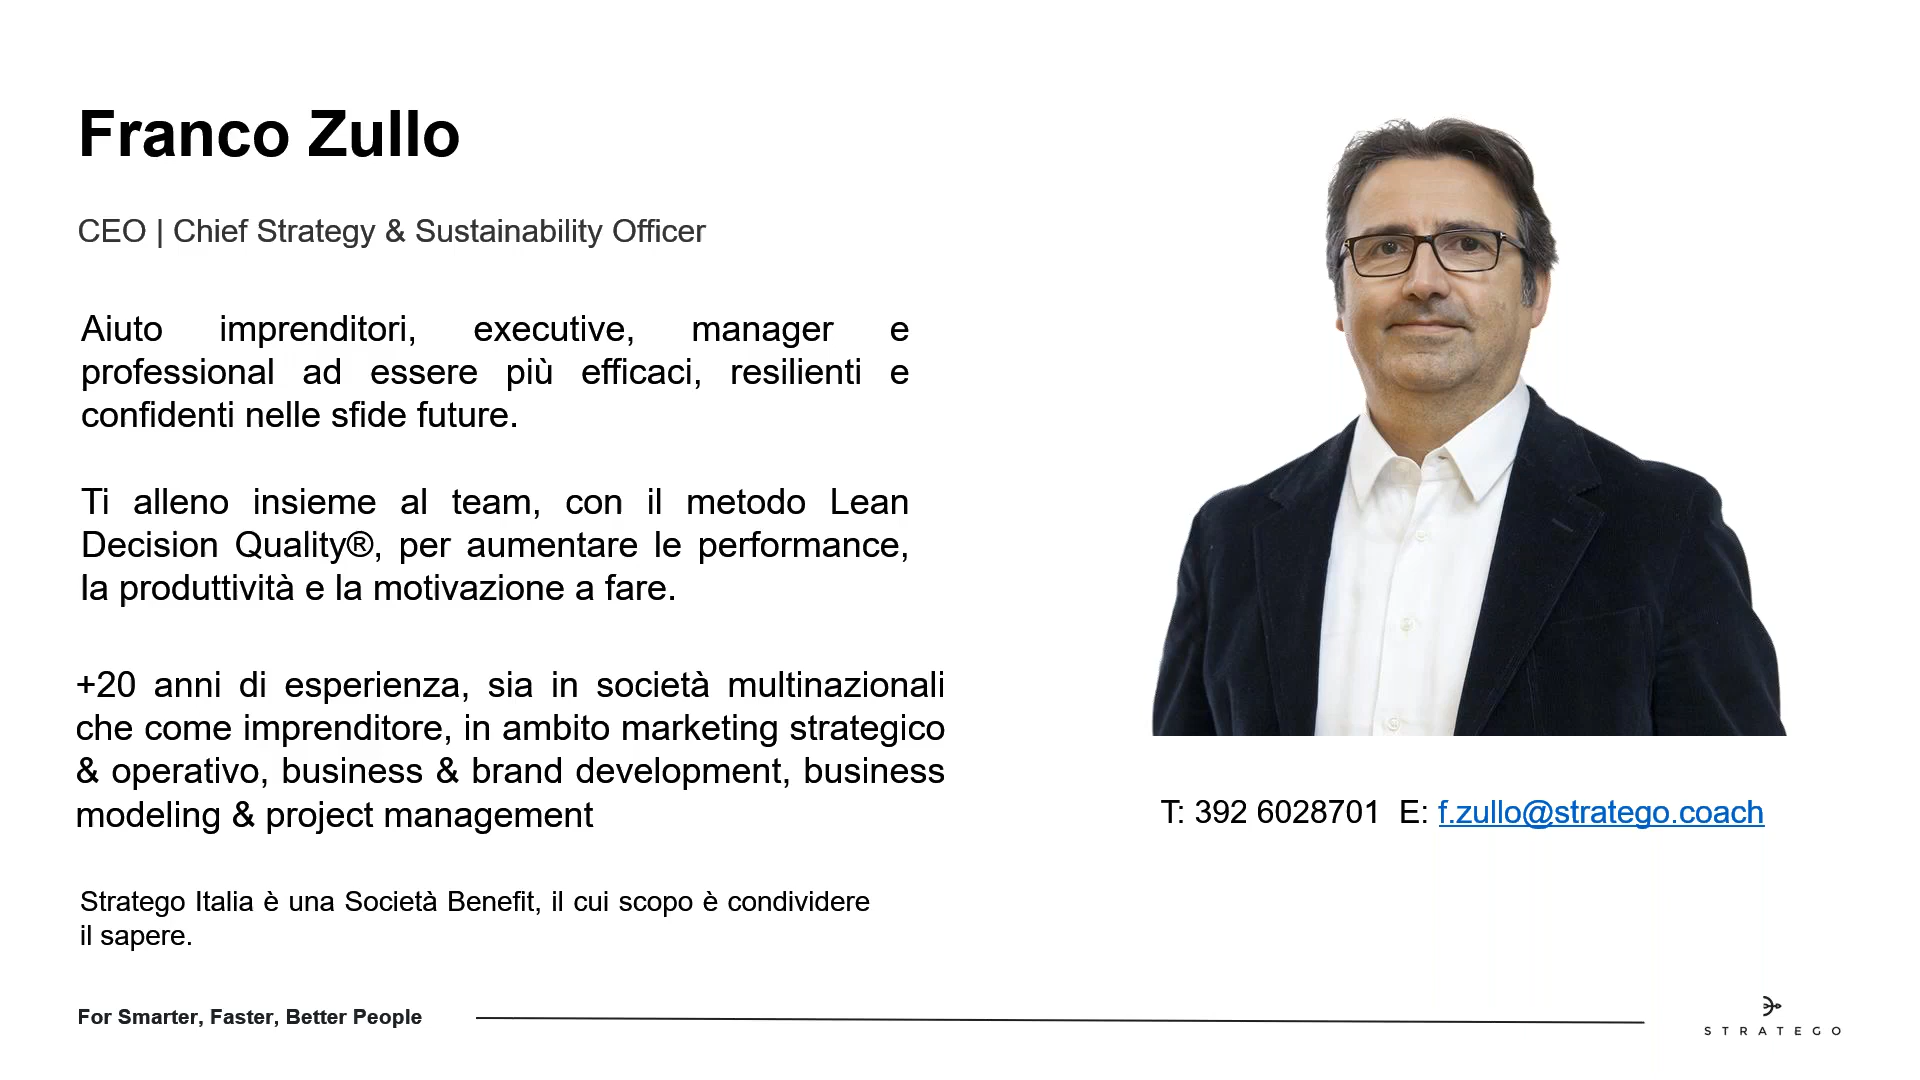 Franco Zullo
CEO | Chief Strategy & Sustainability Officer
Aiuto imprenditori, executive, manager e
professional ad essere più efficaci, resilienti e
confidenti nelle sfide future.
Ti alleno insieme al team, con il metodo Lean
Decision Quality®, per aumentare le performance,
la produttività e la motivazione a fare.
+20 anni di esperienza, sia in società multinazionali
che come imprenditore, in ambito marketing strategico
& operativo, business & brand development, business
modeling & project management
T: 392 6028701 E: f.zullo@stratego.coach
Stratego Italia è una Società Benefit, il cui scopo è condividere
il sapere.
For Smarter, Faster, Better People
STRATEGO